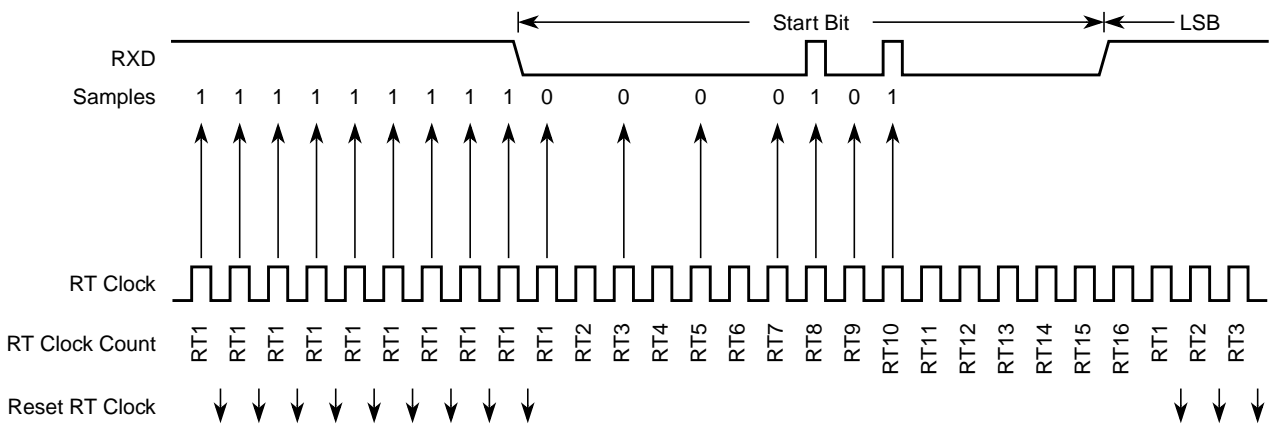 Start Bit LSB
RXD
Samples 1 1 1 1 1 1 1 1 1 0 0 0 0 1 0 1
RT Clock
RT Clock Count RT1 RT1 RT1 RT1 RT1 RT1 RT1 RT1 RT1 RT1 RT2 RT3 RT4 RT5 RT6 RT7 RT8 RT9 RT10 RT11 RT12 RT13 RT14 RT15 RT16 RT1 RT2 RT3
Reset RT Clock